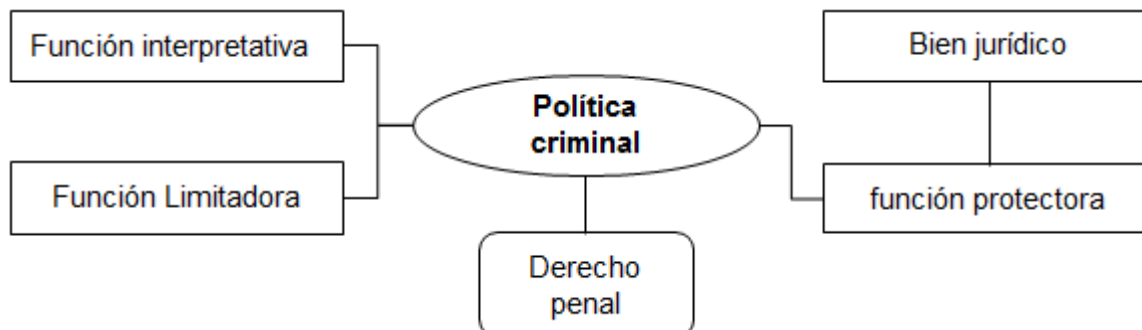 Función interpretativa
Bien jurídico
Política
criminal
Función Limitadora
función protectora
Derecho
penal